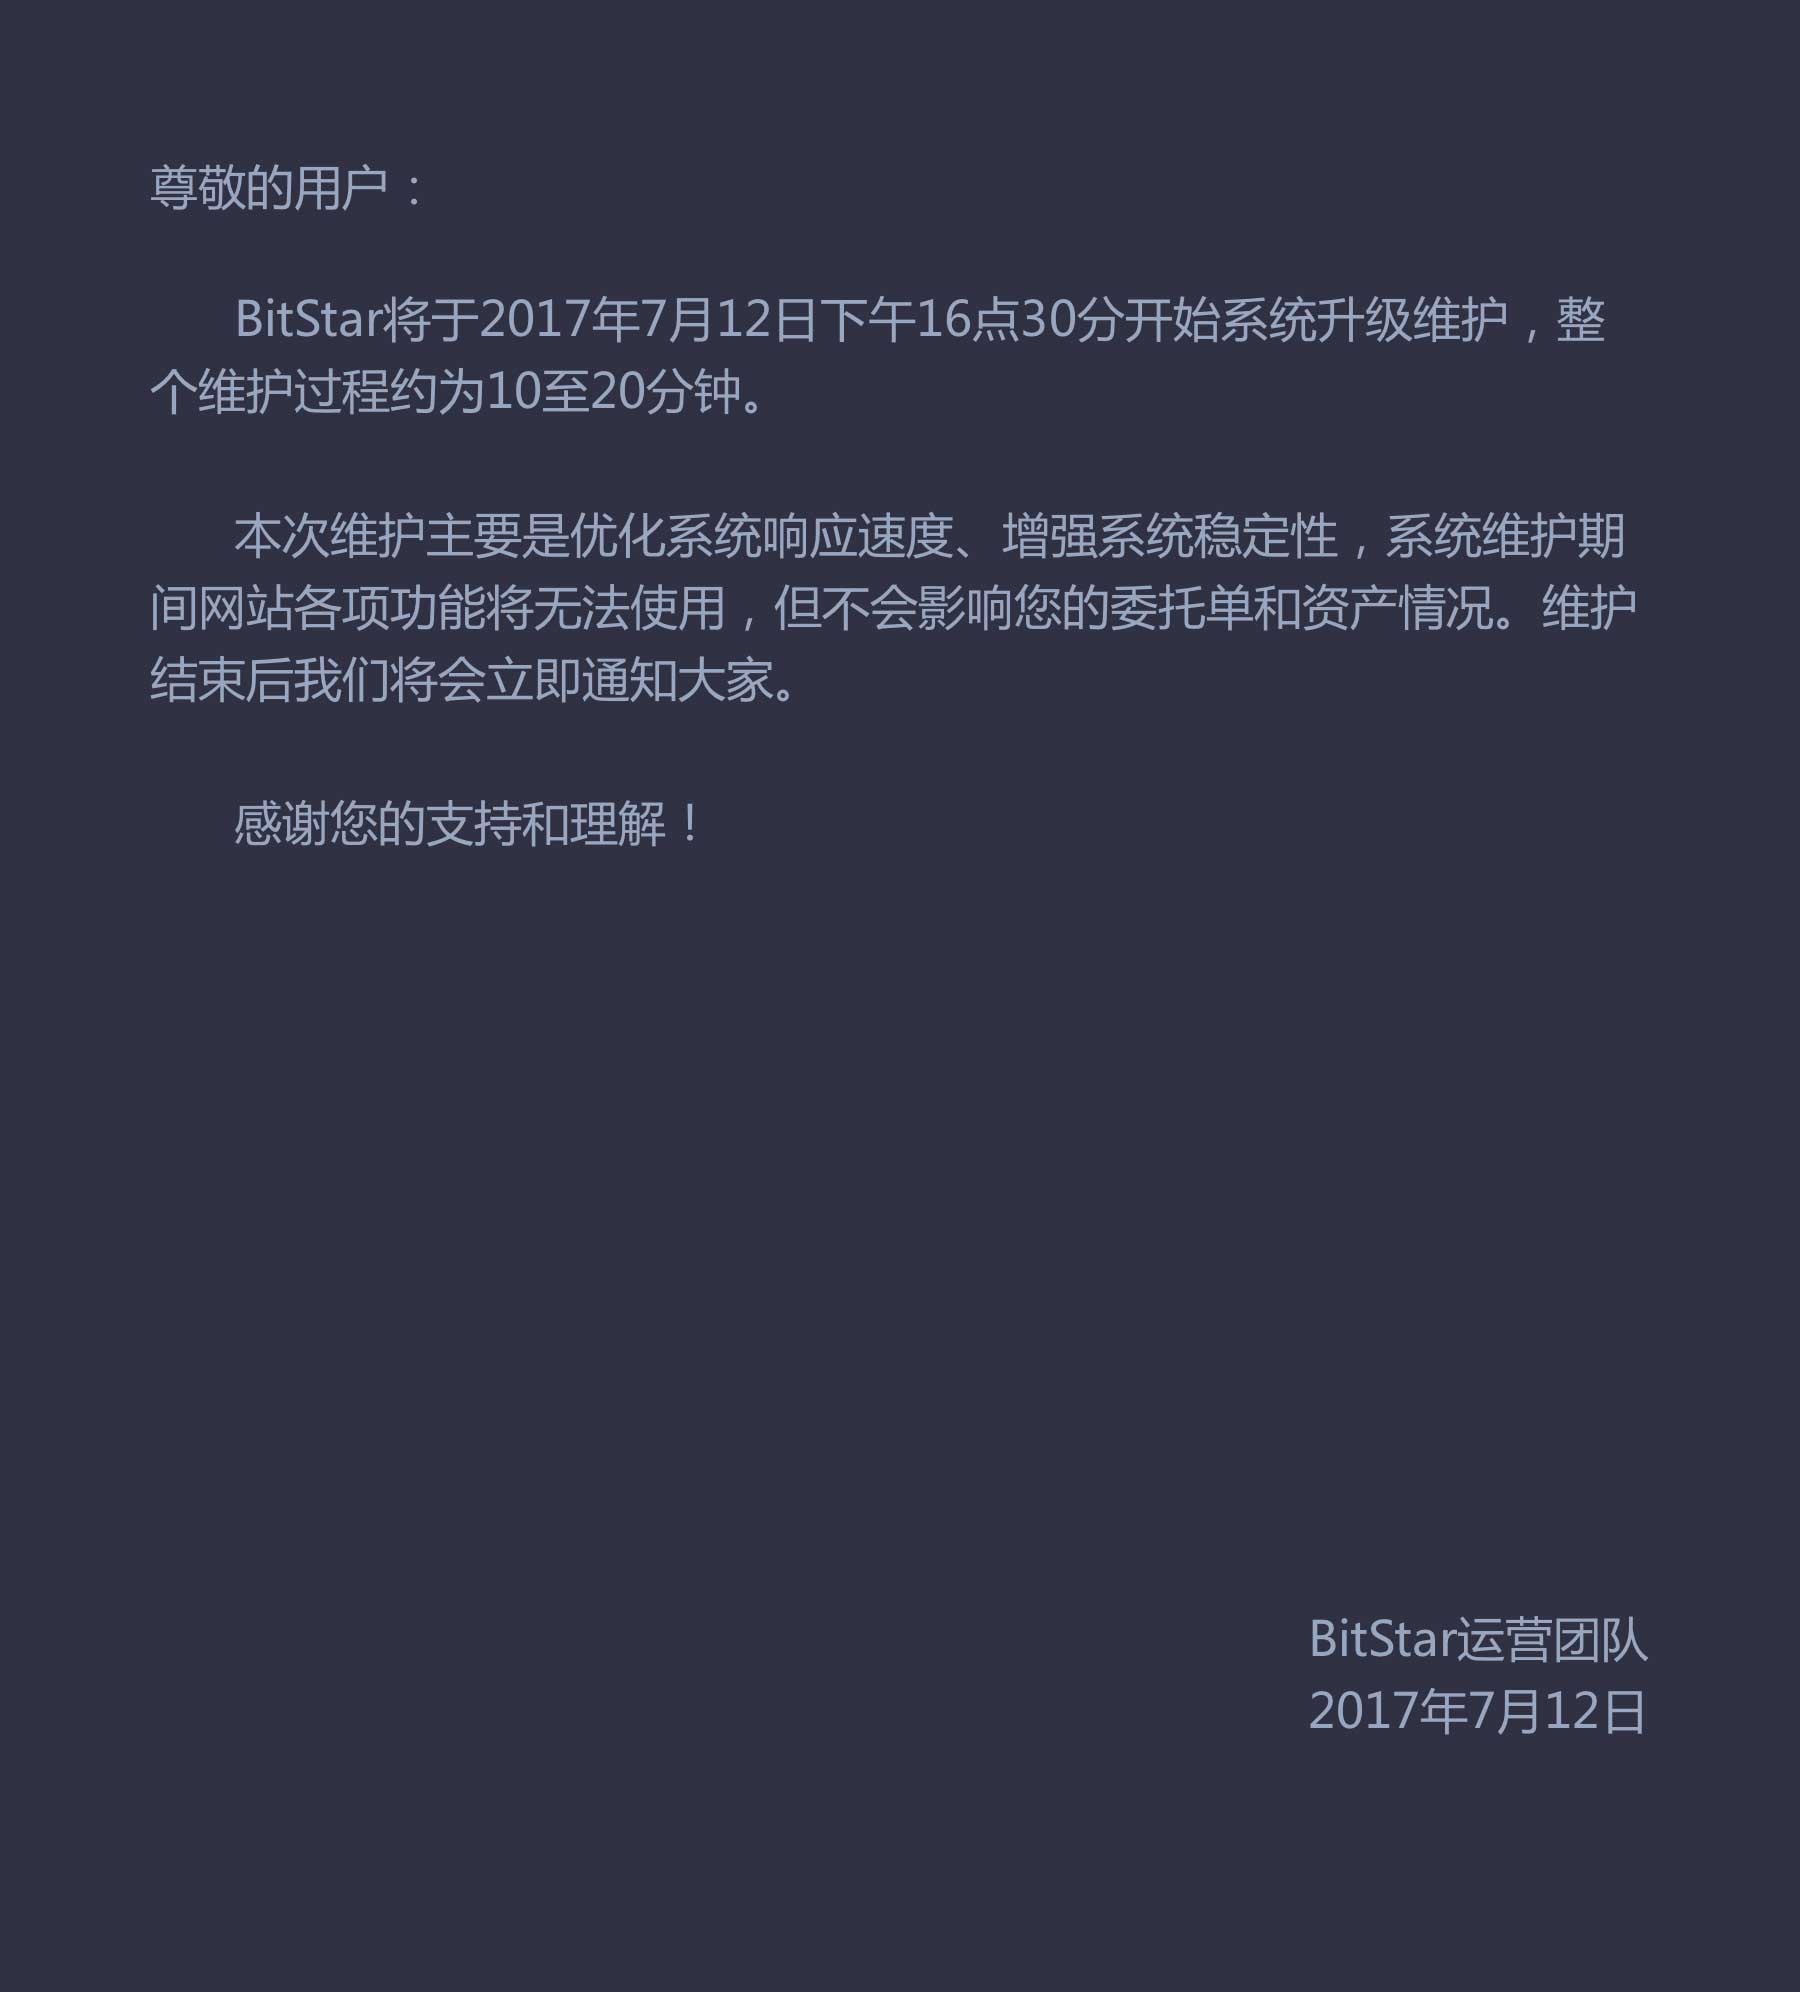 尊敬的用户：
BitStar将于2017年7月12日下午16点30分开始系统升级维护，整
个维护过程约为10至20分钟。
本次维护主要是优化系统响应速度、增强系统稳定性，系统维护期
间网站各项功能将无法使用，但不会影响您的委托单和资产情况。维护
结束后我们将会立即通知大家。
感谢您的支持和理解！
BitStar运营团队
2017年7月12日